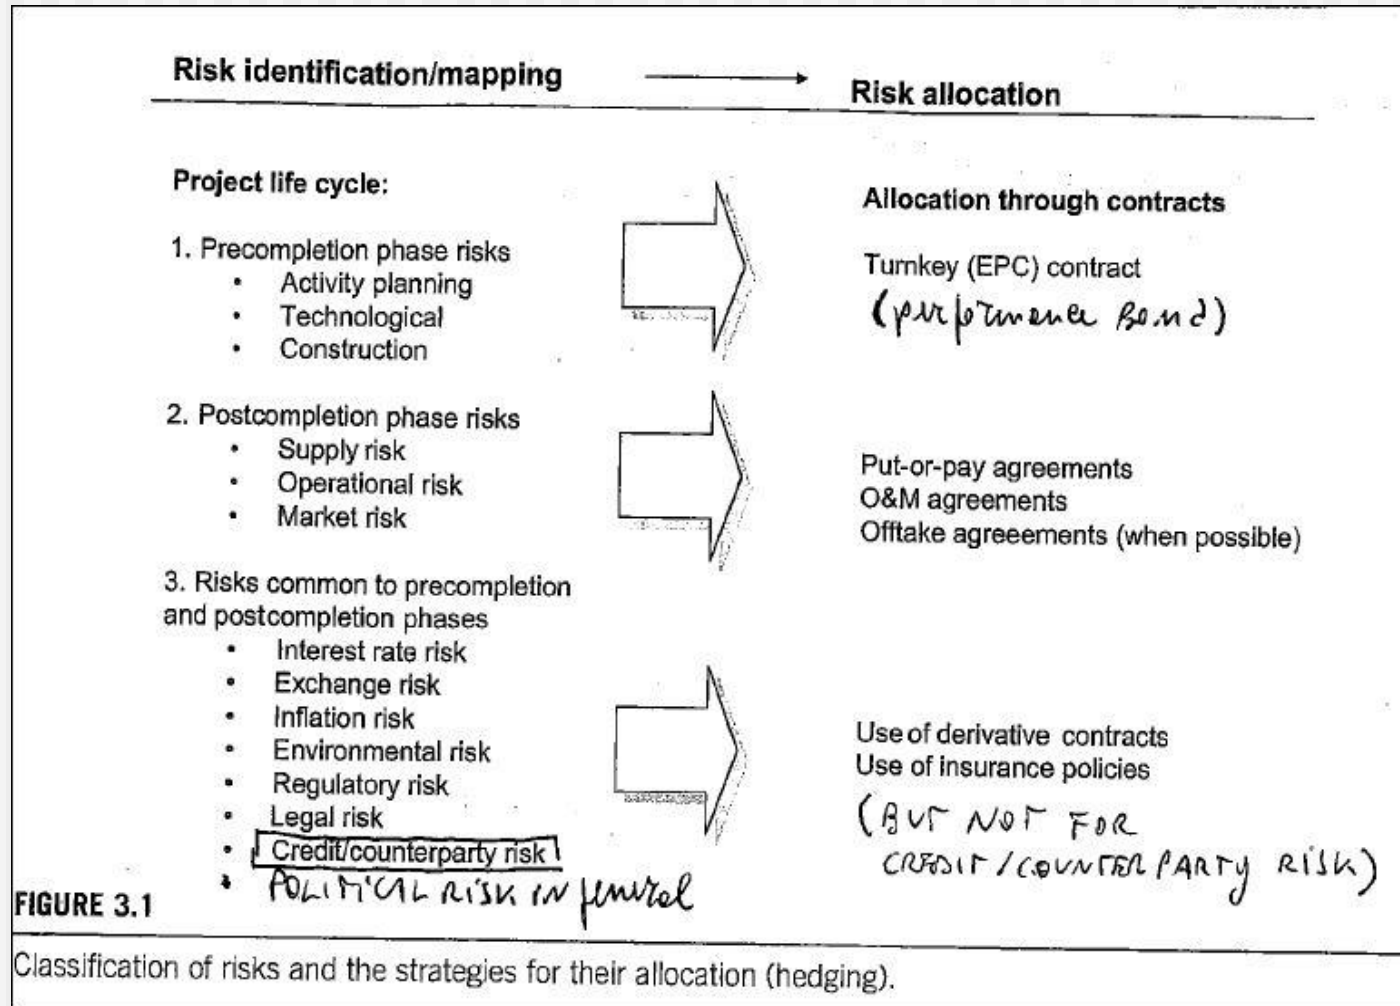 Risk identification/mapping
Risk allocation
Project life cycle:
1. Precompletion phase risks
• Activity planning
• Technological
• Construction
Allocation through contracts
Turnkey (EPC) contract
(performance Bond)
2. Postcompletion phase risks
• Supply risk
• Operational risk
• Market risk
Put-or-pay agreements
O&M agreements
Offtake agreeements (when possible)
3. Risks common to precompletion
and postcompletion phases
• Interest rate risk
• Exchange risk
• Inflation risk
• Environmental risk
• Regulatory risk
• Legal risk
• Credit/counterparty risk
• POLITICAL RISK IN general
Use of derivative contracts
Use of insurance policies
(BUT NOT FOR
CREDIT/COUNTERPARTY RISK)
FIGURE 3.1
Classification of risks and the strategies for their allocation (hedging).